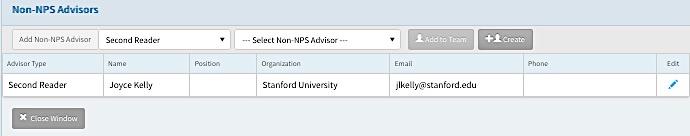 Non-NPS Advisors
Add Non-NPS Advisor Second Reader --- Select Non-NPS Advisor --- Add to Team Create
Advisor Type Name Position Organization Email Phone Edit
Second Reader Joyce Kelly Stanford University jlkelly@stanford.edu
Close Window